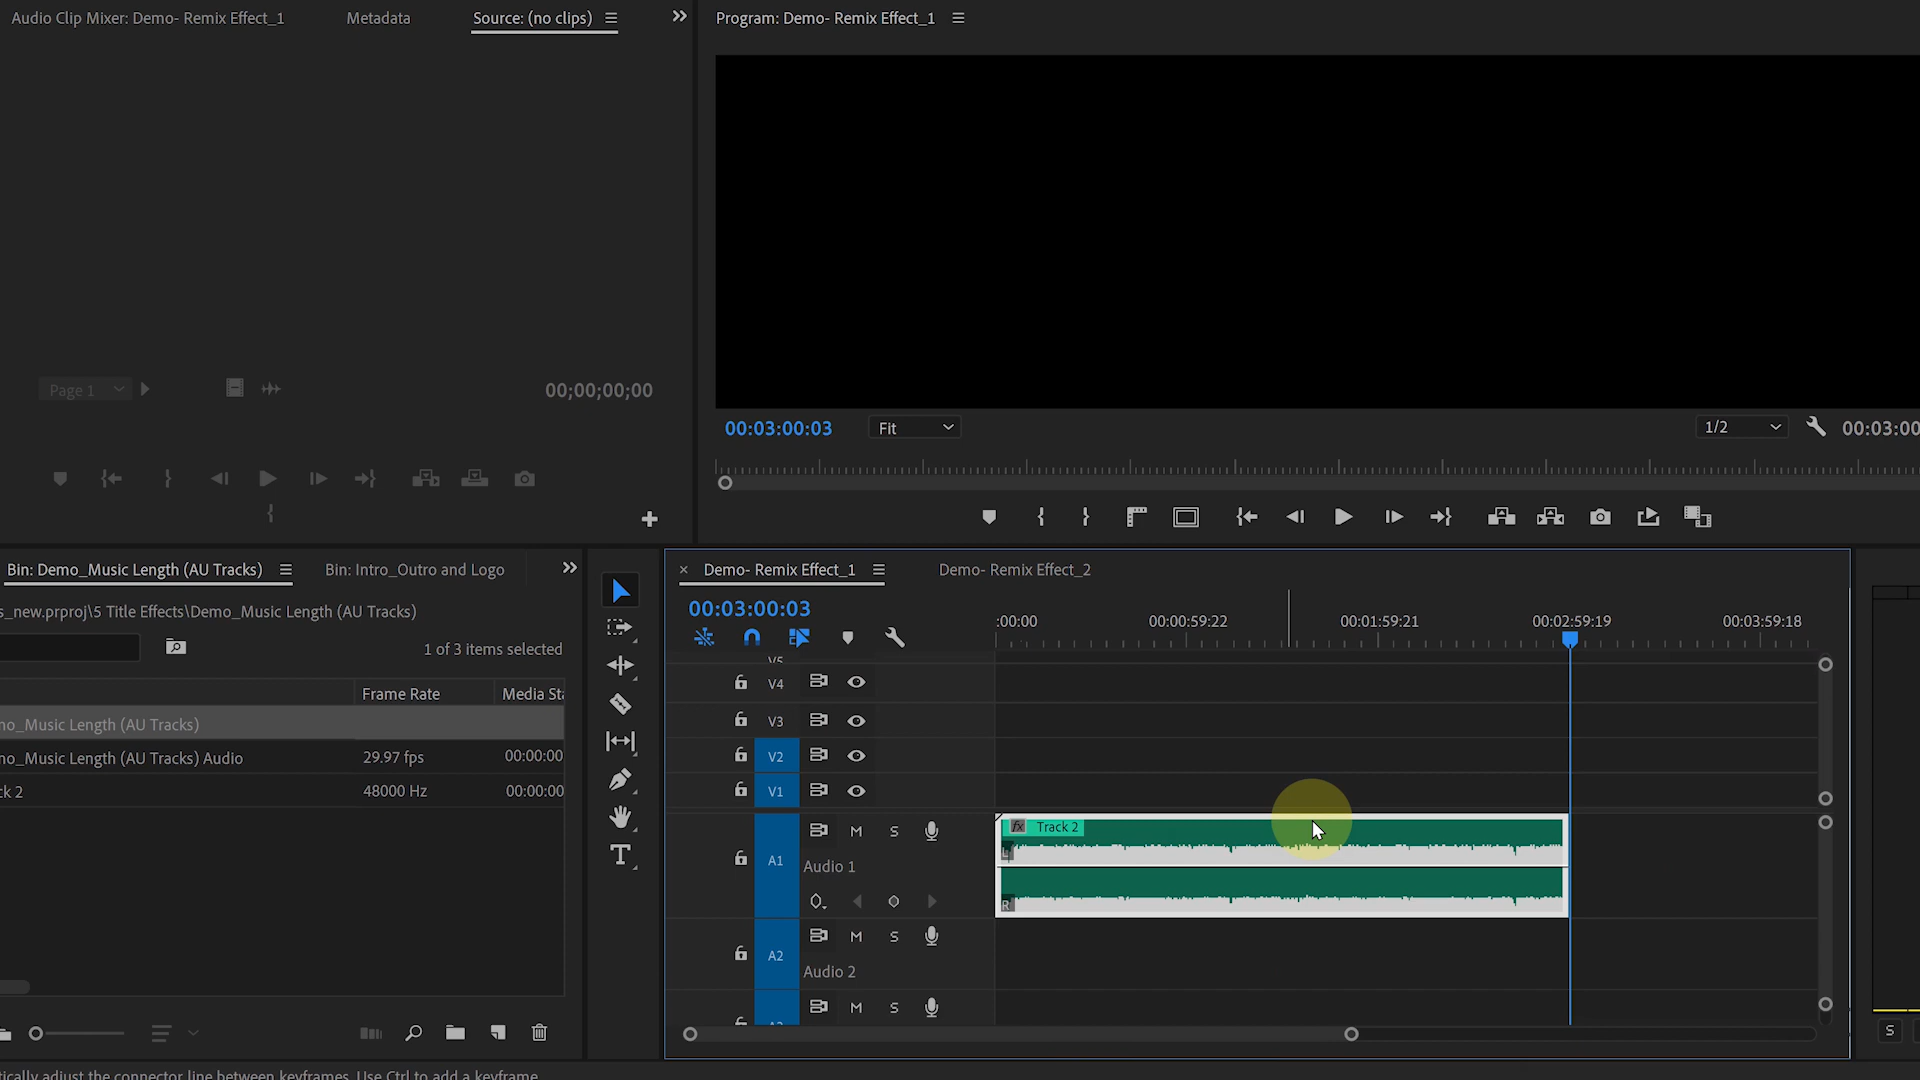 Audio Clip Mixer: Demo- Remix Effect_1
Metadata
Source: (no clips)
Program: Demo- Remix Effect_1
Page 1
00;00;00;00
00:03:00:03
Fit
1/2
00:03:00
Bin: Demo_Music Length (AU Tracks)
Bin: Intro_Outro and Logo
s_new.prproj\5 Title Effects\Demo_Music Length (AU Tracks)
1 of 3 items selected
Frame Rate
Media Sta
mo_Music Length (AU Tracks)
mo_Music Length (AU Tracks) Audio
29.97 fps
00:00:00
ck 2
48000 Hz
00:00:00
Demo- Remix Effect_1
Demo- Remix Effect_2
00:03:00:03
:00:00
00:00:59:22
00:01:59:21
00:02:59:19
00:03:59:18
V5
V4
V3
V2
V1
A1
M
S
Audio 1
fx Track 2
L
R
A2
M
S
Audio 2
A3
M
S
S
tically adjust the connector line between keyframes. Use Ctrl to add a keyframe.